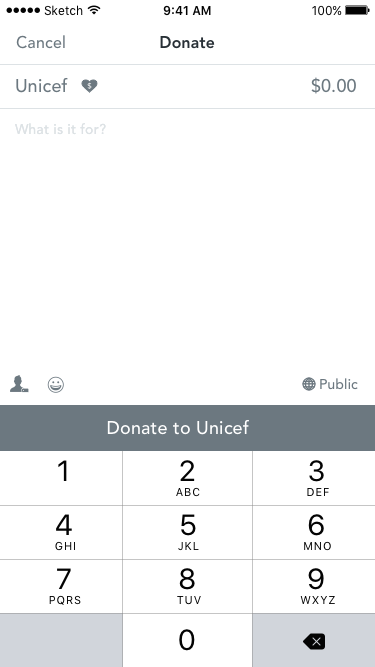 Sketch 9:41 AM 100%
Cancel Donate
Unicef $0.00
What is it for?
Public
Donate to Unicef
1 2 3
ABC DEF
4 5 6
GHI JKL MNO
7 8 9
PQRS TUV WXYZ
0